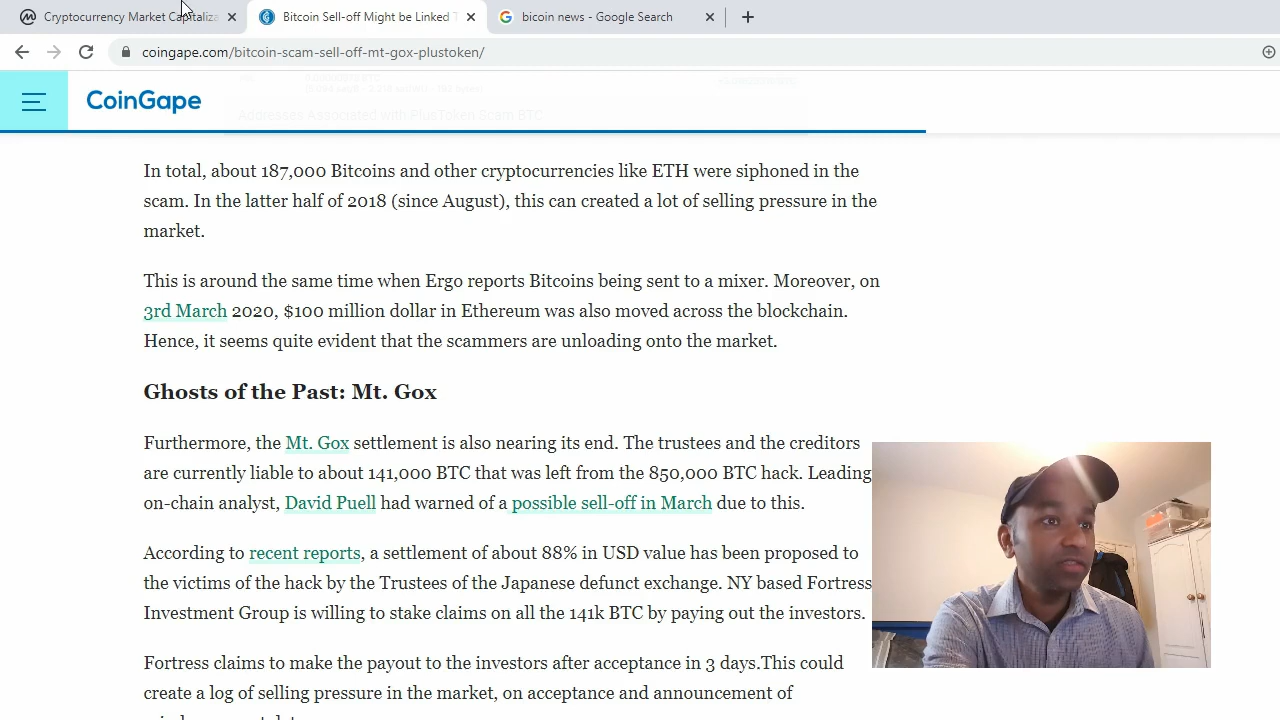 Cryptocurrency Market Capitaliza
Bitcoin Sell-off Might be Linked T
bicoin news - Google Search
coingape.com/bitcoin-scam-sell-off-mt-gox-plustoken/
CoinGape
Addresses Associated with PlusToken Scam BTC
In total, about 187,000 Bitcoins and other cryptocurrencies like ETH were siphoned in the
scam. In the latter half of 2018 (since August), this can created a lot of selling pressure in the
market.
This is around the same time when Ergo reports Bitcoins being sent to a mixer. Moreover, on
3rd March 2020, $100 million dollar in Ethereum was also moved across the blockchain.
Hence, it seems quite evident that the scammers are unloading onto the market.
Ghosts of the Past: Mt. Gox
Furthermore, the Mt. Gox settlement is also nearing its end. The trustees and the creditors
are currently liable to about 141,000 BTC that was left from the 850,000 BTC hack. Leading
on-chain analyst, David Puell had warned of a possible sell-off in March due to this.
According to recent reports, a settlement of about 88% in USD value has been proposed to
the victims of the hack by the Trustees of the Japanese defunct exchange. NY based Fortress
Investment Group is willing to stake claims on all the 141k BTC by paying out the investors.
Fortress claims to make the payout to the investors after acceptance in 3 days.This could
create a log of selling pressure in the market, on acceptance and announcement of